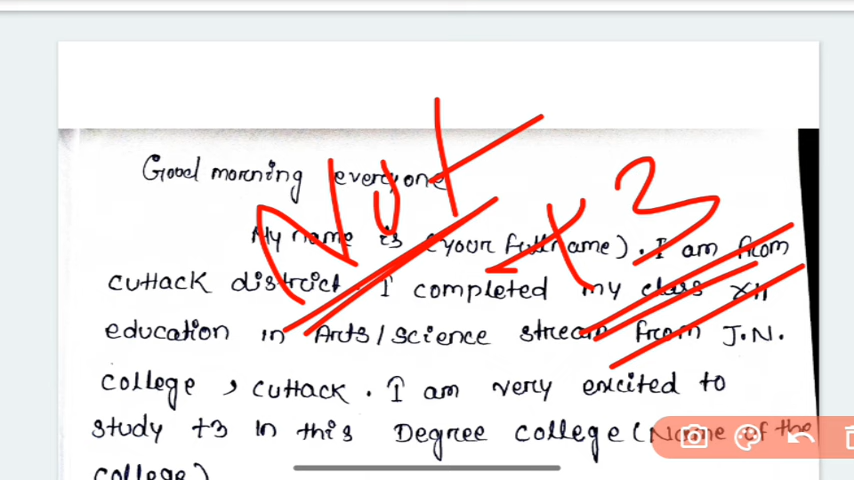 Good morning everyone
Not +3
My name is (your fullname). I am from
cuttack district. I completed my class XII
education in Arts/science stream from J.N.
college, cuttack. I am very excited to
study +3 in this Degree college (Name of the
college)